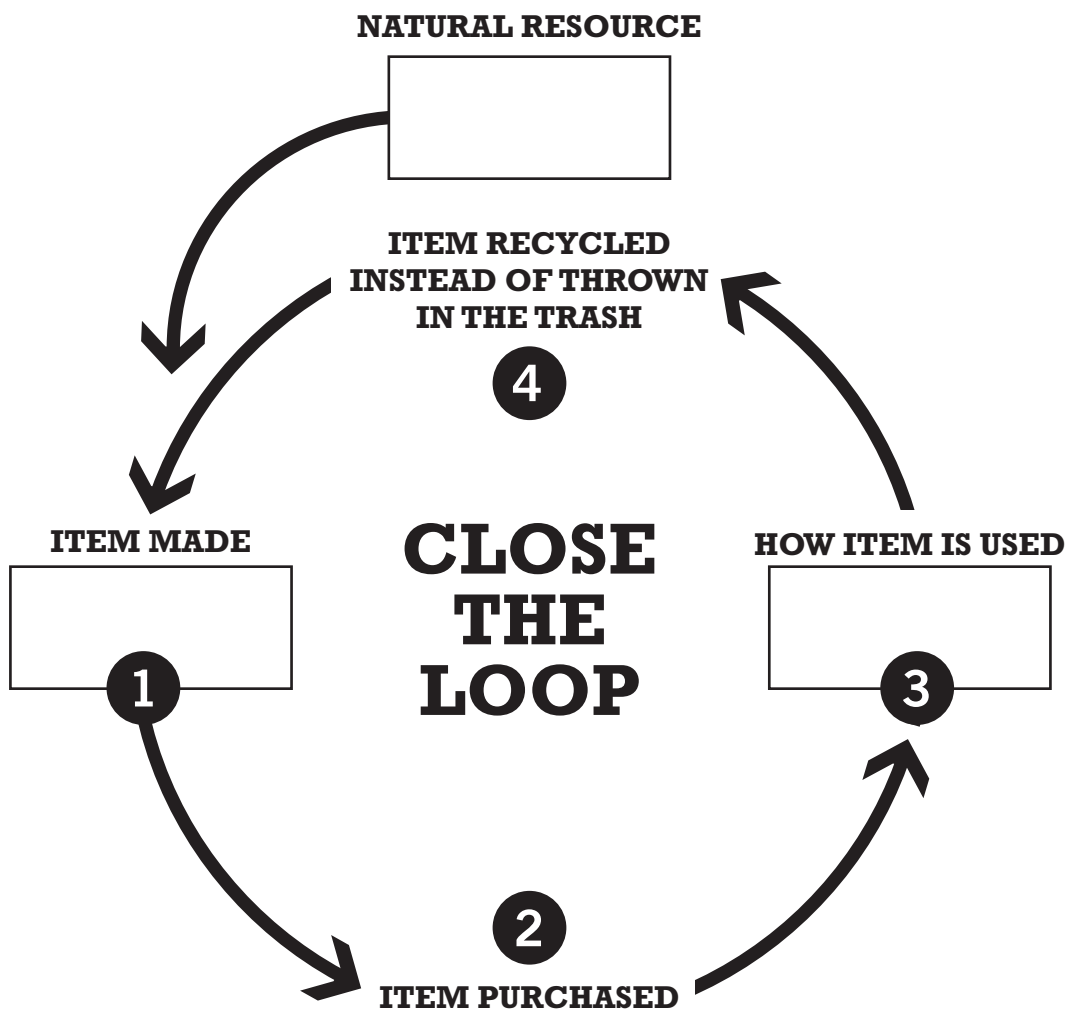 NATURAL RESOURCE
ITEM RECYCLED
INSTEAD OF THROWN
IN THE TRASH
4
ITEM MADE
1
CLOSE
THE
LOOP
HOW ITEM IS USED
3
2
ITEM PURCHASED